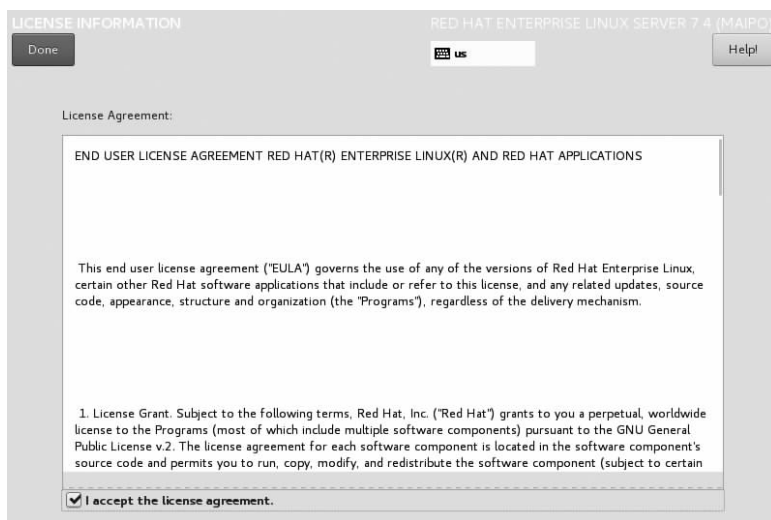 LICENSE INFORMATION
RED HAT ENTERPRISE LINUX SERVER 7.4 (MAIPO)
Done
us
Help!
License Agreement:
END USER LICENSE AGREEMENT RED HAT(R) ENTERPRISE LINUX(R) AND RED HAT APPLICATIONS
This end user license agreement ("EULA") governs the use of any of the versions of Red Hat Enterprise Linux,
certain other Red Hat software applications that include or refer to this license, and any related updates, source
code, appearance, structure and organization (the "Programs"), regardless of the delivery mechanism.
1. License Grant. Subject to the following terms, Red Hat, Inc. ("Red Hat") grants to you a perpetual, worldwide
license to the Programs (most of which include multiple software components) pursuant to the GNU General
Public License v.2. The license agreement for each software component is located in the software component's
source code and permits you to run, copy, modify, and redistribute the software component (subject to certain
I accept the license agreement.